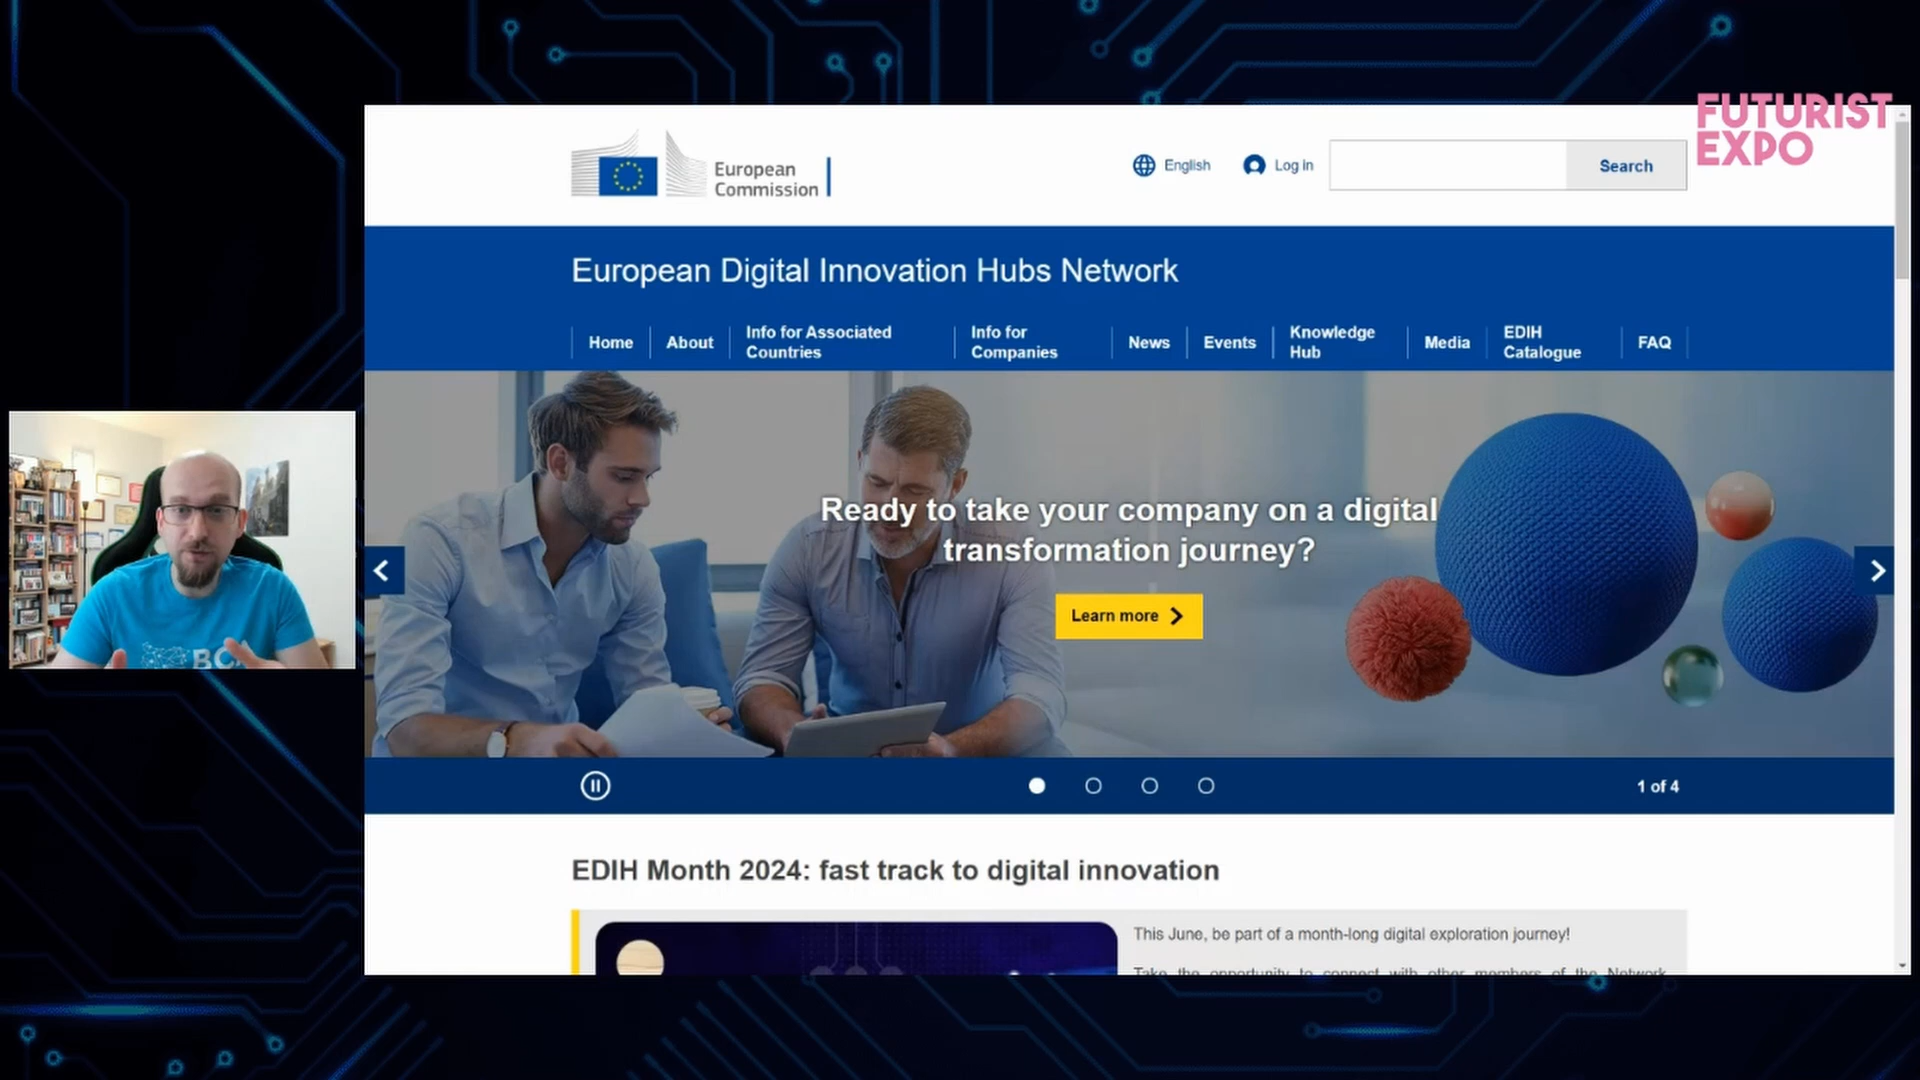 FUTURIST
EXPO
European
Commission
English
Log in
Search
European Digital Innovation Hubs Network
Home
About
Info for Associated
Countries
Info for
Companies
News
Events
Knowledge
Hub
Media
EDIH
Catalogue
FAQ
Ready to take your company on a digital
transformation journey?
Learn more
1 of 4
EDIH Month 2024: fast track to digital innovation
This June, be part of a month-long digital exploration journey!
Take the opportunity to connect with other members of the Network